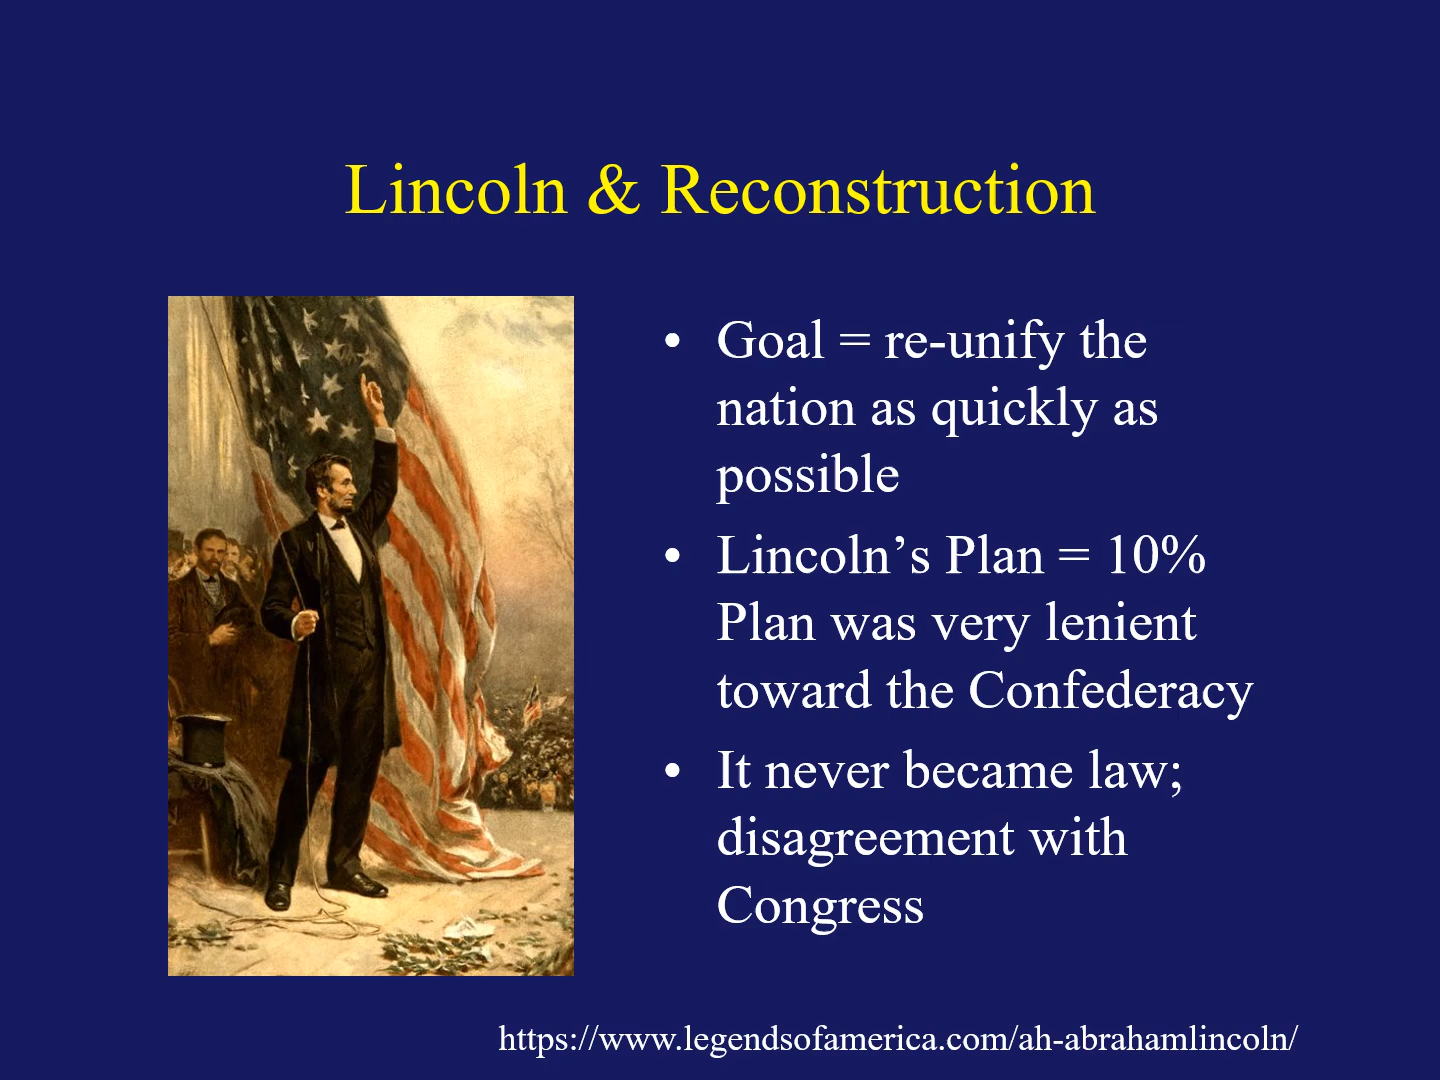 Lincoln & Reconstruction
• Goal = re-unify the
nation as quickly as
possible
• Lincoln’s Plan = 10%
Plan was very lenient
toward the Confederacy
• It never became law;
disagreement with
Congress
https://www.legendsofamerica.com/ah-abrahamlincoln/